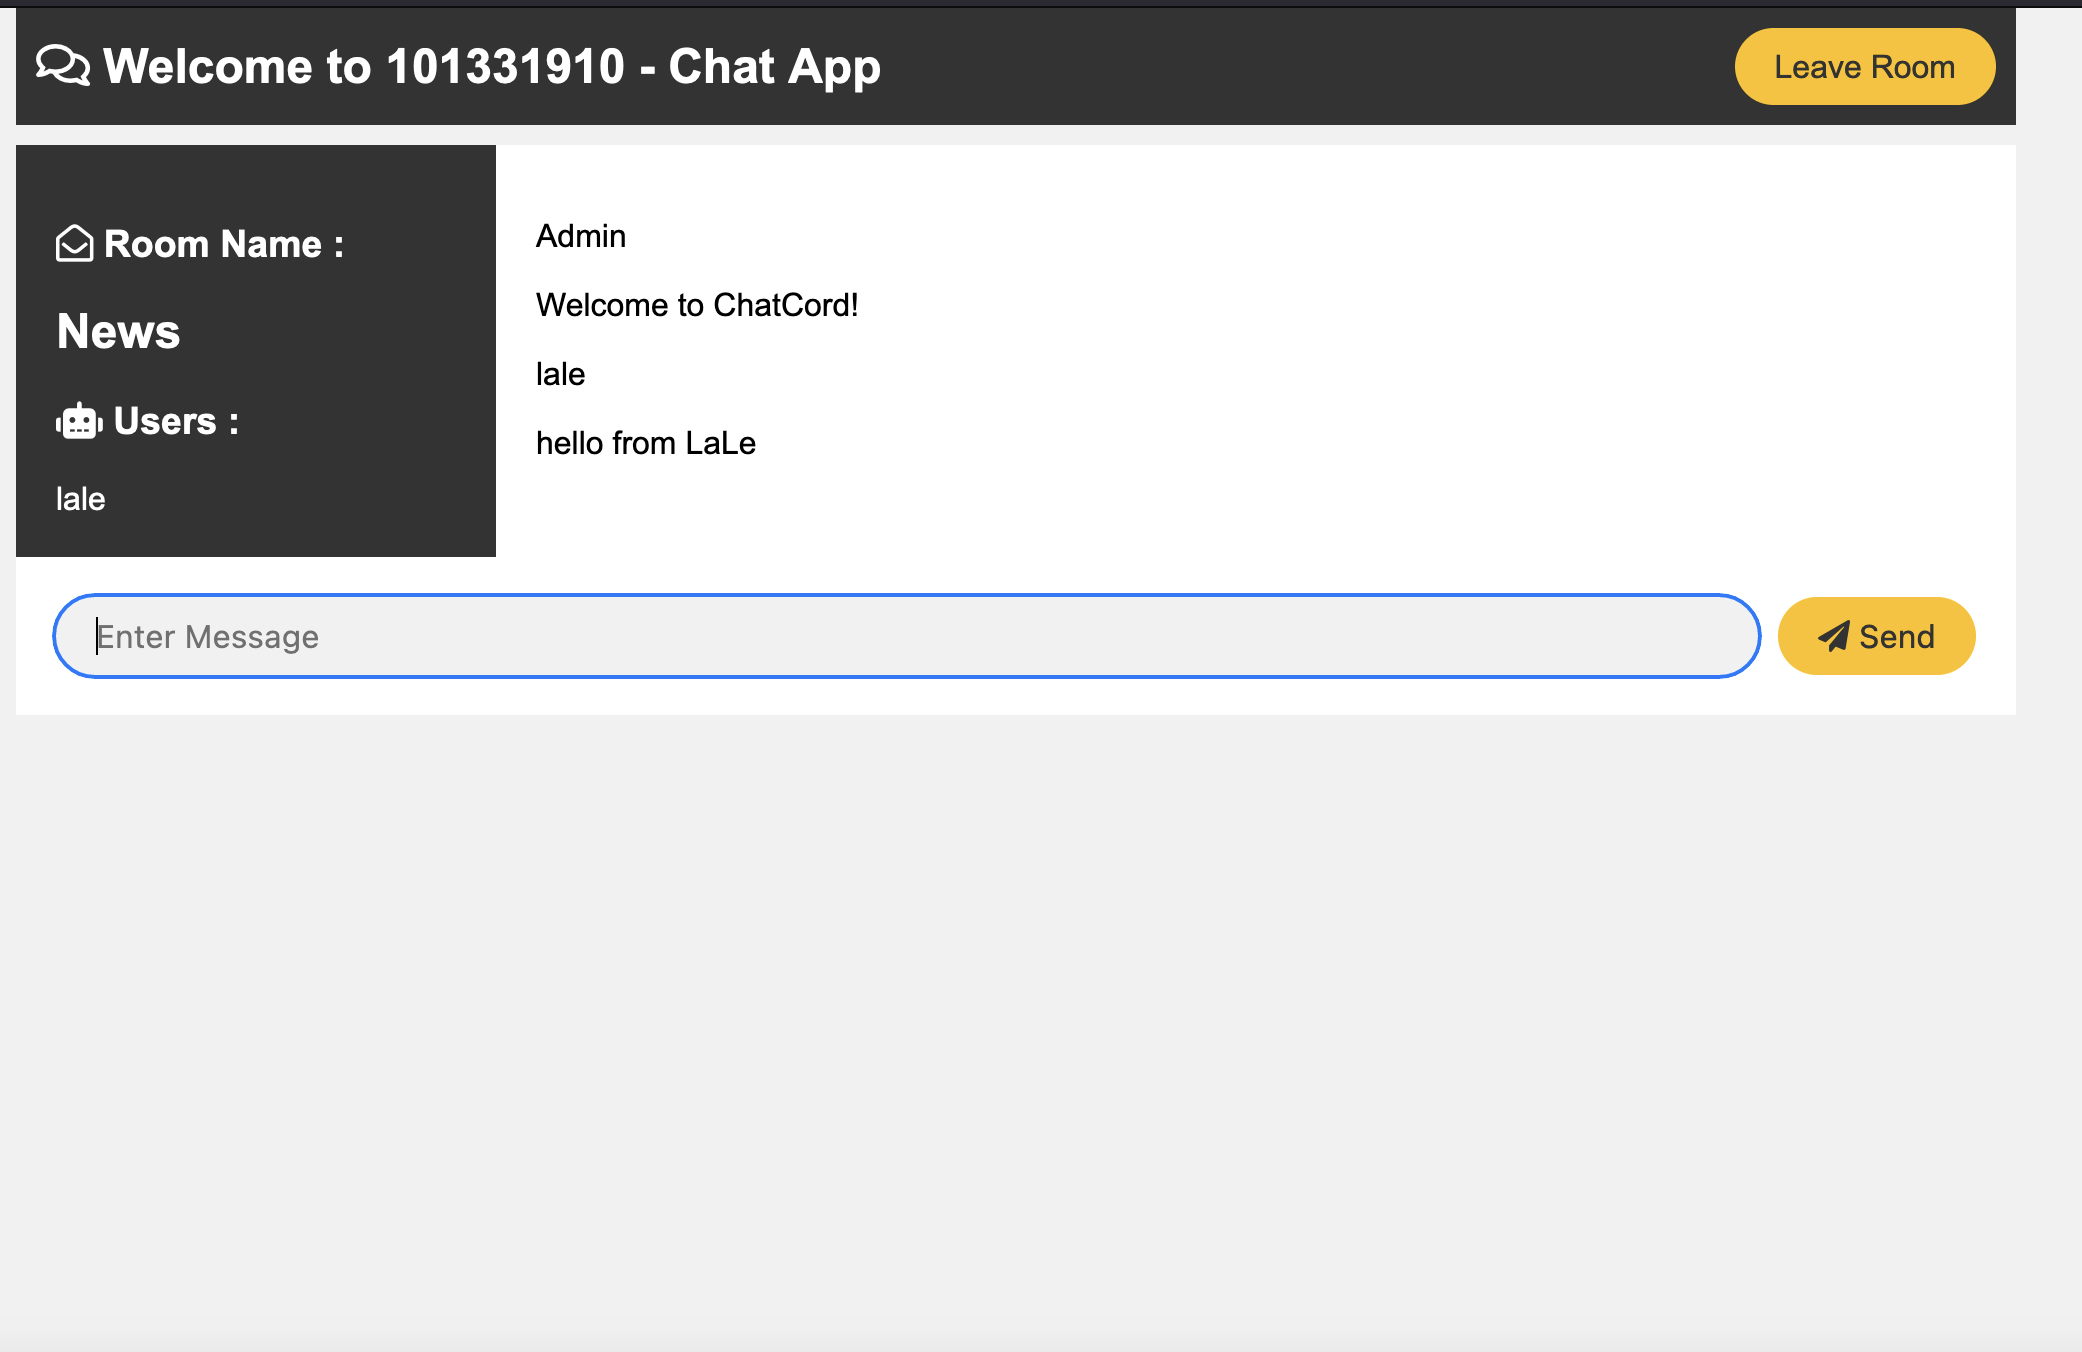 Welcome to 101331910 - Chat App
Leave Room
Room Name :
News
Users :
lale
Admin
Welcome to ChatCord!
lale
hello from LaLe
Enter Message
Send